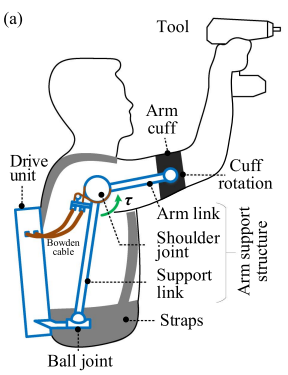 (a)
Tool
Arm
cuff
Drive
unit
Cuff
rotation
τ
Bowden
cable
Arm link
Shoulder
joint
Support
link
Arm support
structure
Straps
Ball joint